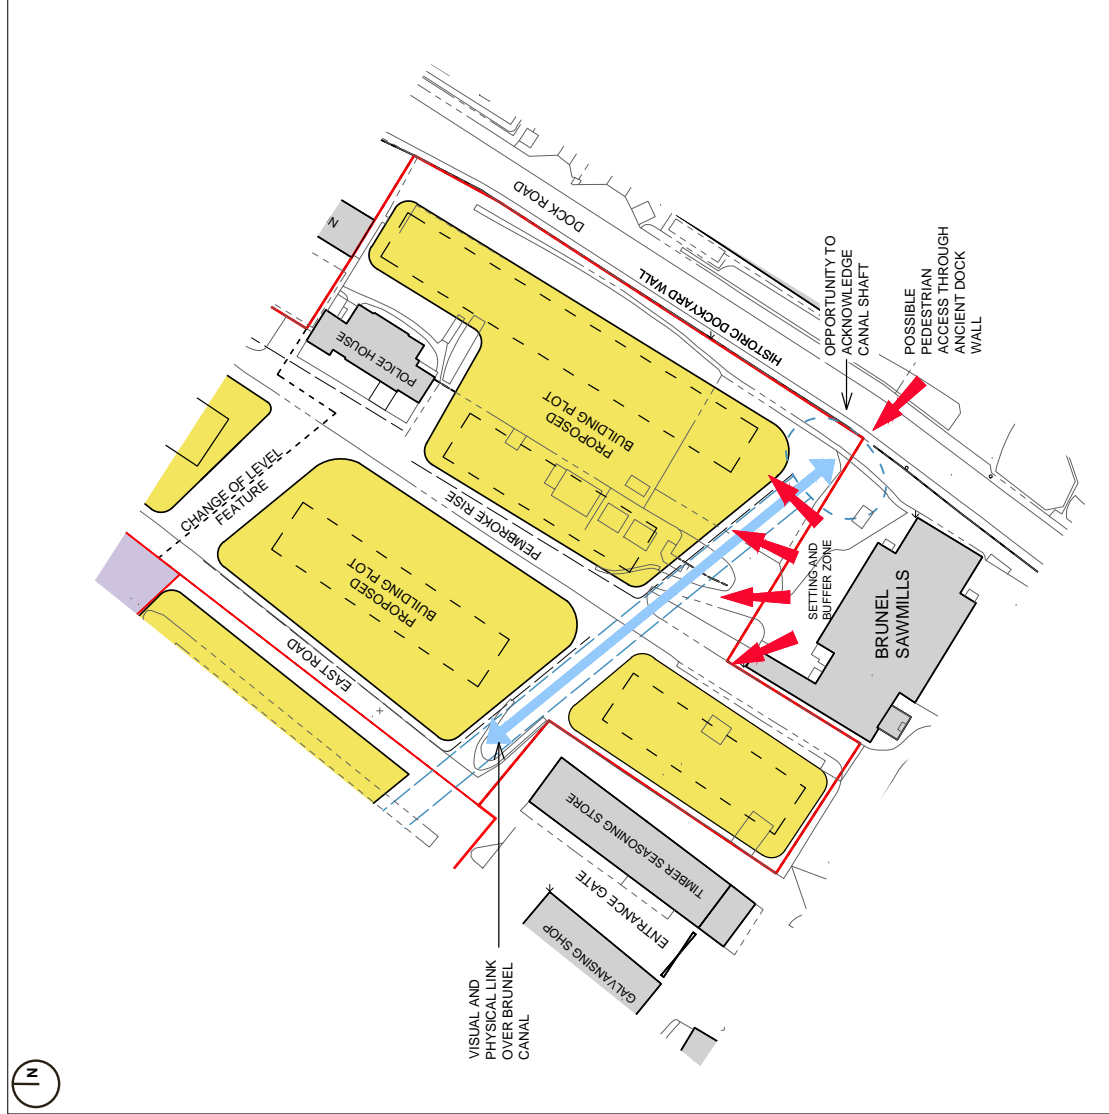 N
DOCK ROAD
HISTORIC DOCKYARD WALL
POLICE HOUSE
PROPOSED
BUILDING PLOT
OPPORTUNITY TO
ACKNOWLEDGE
CANAL SHAFT
POSSIBLE
PEDESTRIAN
ACCESS THROUGH
ANCIENT DOCK
WALL
CHANGE OF LEVEL
FEATURE
PEMBROKE RISE
PROPOSED
BUILDING PLOT
EAST ROAD
SETTING AND
BUFFER ZONE
BRUNEL
SAWMILLS
TIMBER SEASONING STORE
ENTRANCE GATE
GALVANSING SHOP
VISUAL AND
PHYSICAL LINK
OVER BRUNEL
CANAL
N